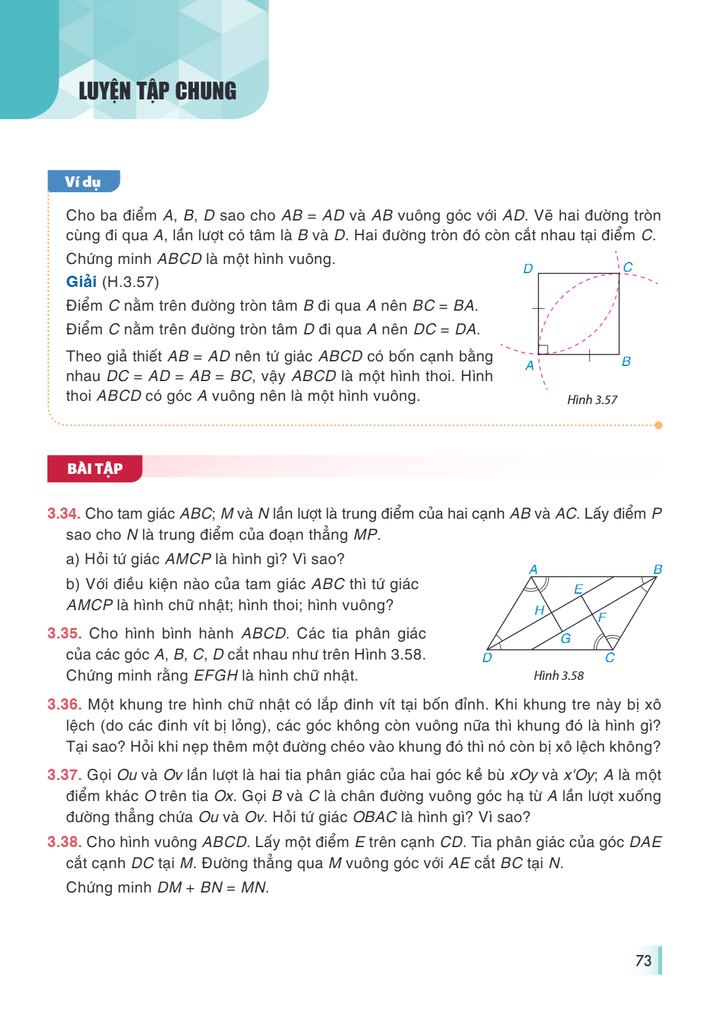 LUYỆN TẬP CHUNG
Ví dụ
Cho ba điểm A, B, D sao cho AB = AD và AB vuông góc với AD. Vẽ hai đường tròn
cùng đi qua A, lần lượt có tâm là B và D. Hai đường tròn đó còn cắt nhau tại điểm C.
Chứng minh ABCD là một hình vuông.
Giải (H.3.57)
Điểm C nằm trên đường tròn tâm B đi qua A nên BC = BA.
Điểm C nằm trên đường tròn tâm D đi qua A nên DC = DA.
Theo giả thiết AB = AD nên tứ giác ABCD có bốn cạnh bằng
nhau DC = AD = AB = BC, vậy ABCD là một hình thoi. Hình
thoi ABCD có góc A vuông nên là một hình vuông.
D
C
A
B
Hình 3.57
BÀI TẬP
3.34. Cho tam giác ABC; M và N lần lượt là trung điểm của hai cạnh AB và AC. Lấy điểm P
sao cho N là trung điểm của đoạn thẳng MP.
a) Hỏi tứ giác AMCP là hình gì? Vì sao?
b) Với điều kiện nào của tam giác ABC thì tứ giác
AMCP là hình chữ nhật; hình thoi; hình vuông?
3.35. Cho hình bình hành ABCD. Các tia phân giác
của các góc A, B, C, D cắt nhau như trên Hình 3.58.
Chứng minh rằng EFGH là hình chữ nhật.
A
B
E
H
F
G
D
C
Hình 3.58
3.36. Một khung tre hình chữ nhật có lắp đinh vít tại bốn đỉnh. Khi khung tre này bị xô
lệch (do các đinh vít bị lỏng), các góc không còn vuông nữa thì khung đó là hình gì?
Tại sao? Hỏi khi nẹp thêm một đường chéo vào khung đó thì nó còn bị xô lệch không?
3.37. Gọi Ou và Ov lần lượt là hai tia phân giác của hai góc kề bù xOy và x'Oy; A là một
điểm khác O trên tia Ox. Gọi B và C là chân đường vuông góc hạ từ A lần lượt xuống
đường thẳng chứa Ou và Ov. Hỏi tứ giác OBAC là hình gì? Vì sao?
3.38. Cho hình vuông ABCD. Lấy một điểm E trên cạnh CD. Tia phân giác của góc DAE
cắt cạnh DC tại M. Đường thẳng qua M vuông góc với AE cắt BC tại N.
Chứng minh DM + BN = MN.
73